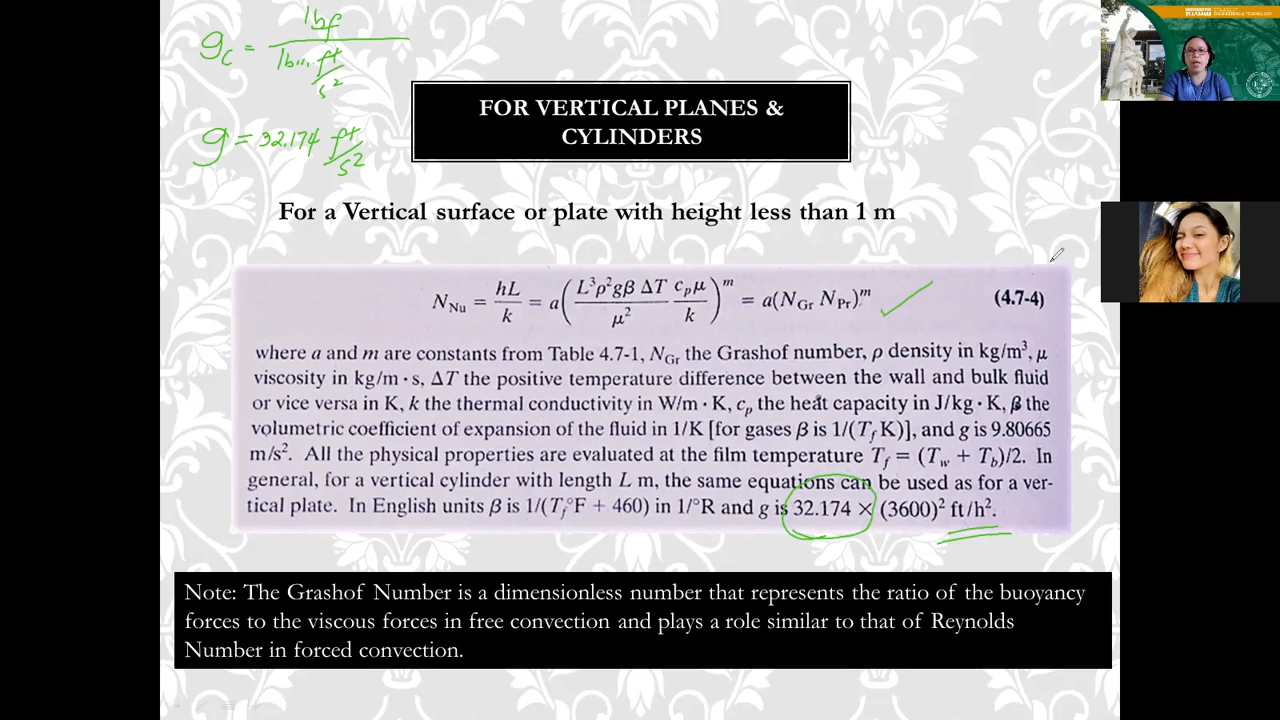 g_c = lbf
lbm · ft
s²
g = 32.174 ft
s²
FOR VERTICAL PLANES &
CYLINDERS
For a Vertical surface or plate with height less than 1 m
N_Nu = hL/k = a(L³ρ²gβ ΔT/μ² c_pμ/k)^m = a(N_Gr N_Pr)^m (4.7-4)
where a and m are constants from Table 4.7-1, N_Gr the Grashof number, ρ density in kg/m³, μ
viscosity in kg/m · s, ΔT the positive temperature difference between the wall and bulk fluid
or vice versa in K, k the thermal conductivity in W/m · K, c_p the heat capacity in J/kg · K, β the
volumetric coefficient of expansion of the fluid in 1/K [for gases β is 1/(T_f K)], and g is 9.80665
m/s². All the physical properties are evaluated at the film temperature T_f = (T_w + T_b)/2. In
general, for a vertical cylinder with length L m, the same equations can be used as for a ver-
tical plate. In English units β is 1/(T_f°F + 460) in 1/°R and g is 32.174 × (3600)² ft/h².
Note: The Grashof Number is a dimensionless number that represents the ratio of the buoyancy
forces to the viscous forces in free convection and plays a role similar to that of Reynolds
Number in forced convection.